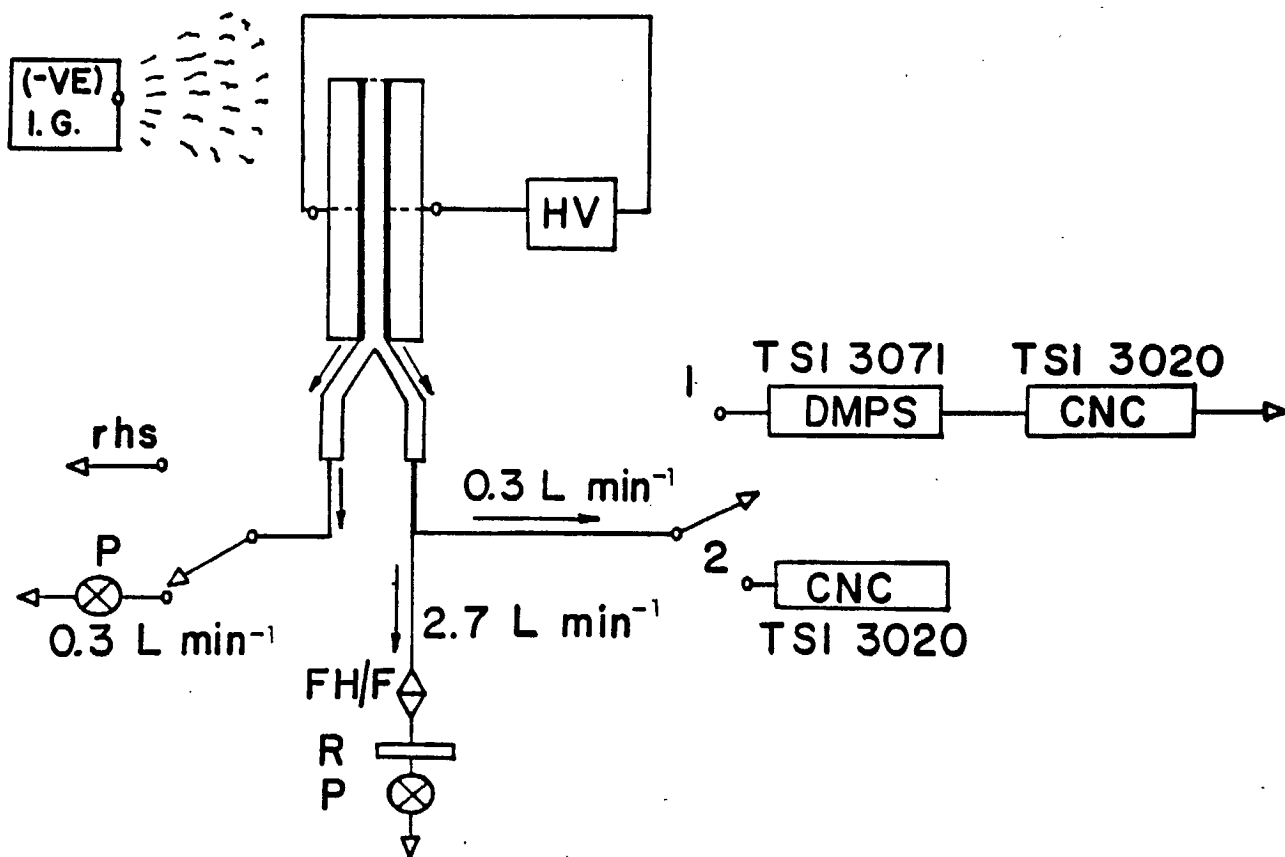 (-VE)
I. G.
HV
TSI 3071
TSI 3020
1
DMPS
CNC
rhs
0.3 L min⁻¹
P
2
CNC
0.3 L min⁻¹
2.7 L min⁻¹
TSI 3020
FH/F
R
P